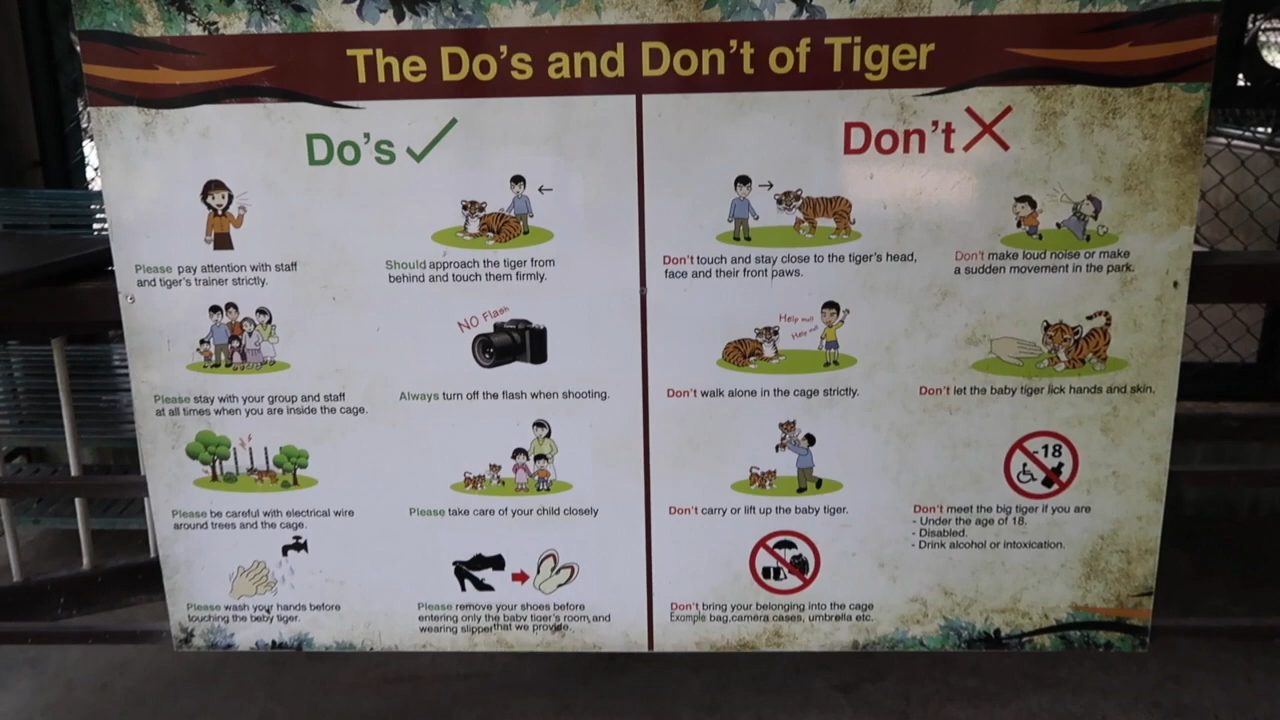 The Do's and Don't of Tiger
Do's
Please pay attention with staff
and tiger's trainer strictly.
Should approach the tiger from
behind and touch them firmly.
Please stay with your group and staff
at all times when you are inside the cage.
NO Flash
Always turn off the flash when shooting.
Please be careful with electrical wire
around trees and the cage.
Please take care of your child closely
Please wash your hands before
touching the baby tiger.
Please remove your shoes before
entering only the baby tiger's room,and
wearing slipper that we provide.
Don't
Don't touch and stay close to the tiger's head,
face and their front paws.
Don't make loud noise or make
a sudden movement in the park.
Help me!!
Help me!!
Don't walk alone in the cage strictly.
Don't let the baby tiger lick hands and skin.
Don't carry or lift up the baby tiger.
-18
Don't meet the big tiger if you are
- Under the age of 18.
- Disabled.
- Drink alcohol or intoxication.
Don't bring your belonging into the cage
Example bag,camera cases, umbrella etc.